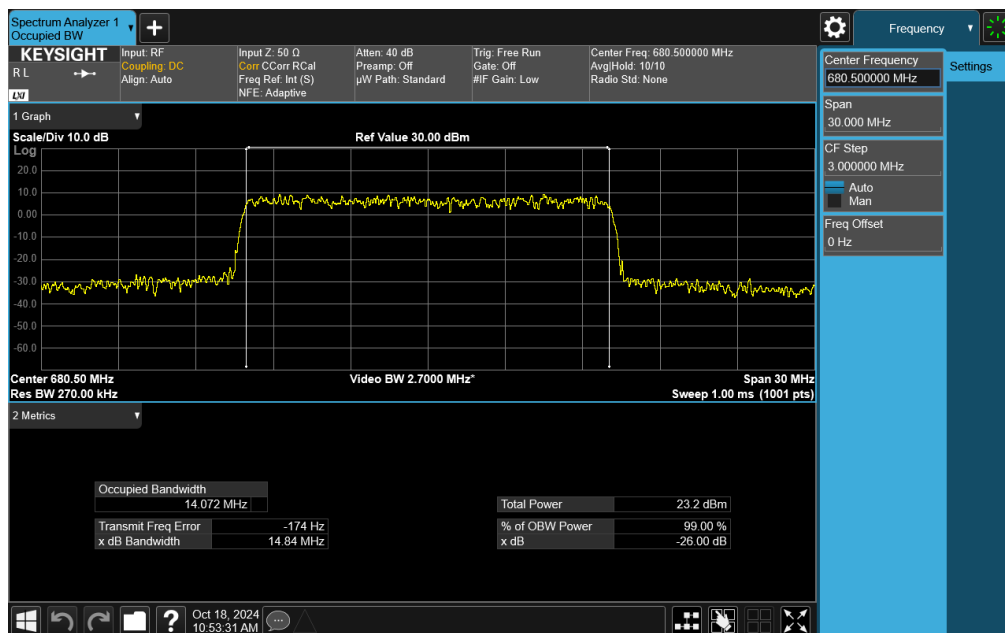 Spectrum Analyzer 1
Occupied BW
+
Frequency
KEYSIGHT
R L
LXI
Input: RF
Coupling: DC
Align: Auto
Input Z: 50 Ω
Corr CCorr RCal
Freq Ref: Int (S)
NFE: Adaptive
Atten: 40 dB
Preamp: Off
µW Path: Standard
Trig: Free Run
Gate: Off
#IF Gain: Low
Center Freq: 680.500000 MHz
Avg|Hold: 10/10
Radio Std: None
Center Frequency
680.500000 MHz
Settings
Span
30.000 MHz
CF Step
3.000000 MHz
Auto
Man
Freq Offset
0 Hz
1 Graph
Scale/Div 10.0 dB
Ref Value 30.00 dBm
Log
20.0
10.0
0.00
-10.0
-20.0
-30.0
-40.0
-50.0
-60.0
Center 680.50 MHz
Video BW 2.7000 MHz*
Span 30 MHz
Res BW 270.00 kHz
Sweep 1.00 ms (1001 pts)
2 Metrics
Occupied Bandwidth
14.072 MHz
Total Power 23.2 dBm
Transmit Freq Error -174 Hz
% of OBW Power 99.00 %
x dB Bandwidth 14.84 MHz
x dB -26.00 dB
?
Oct 18, 2024
10:53:31 AM